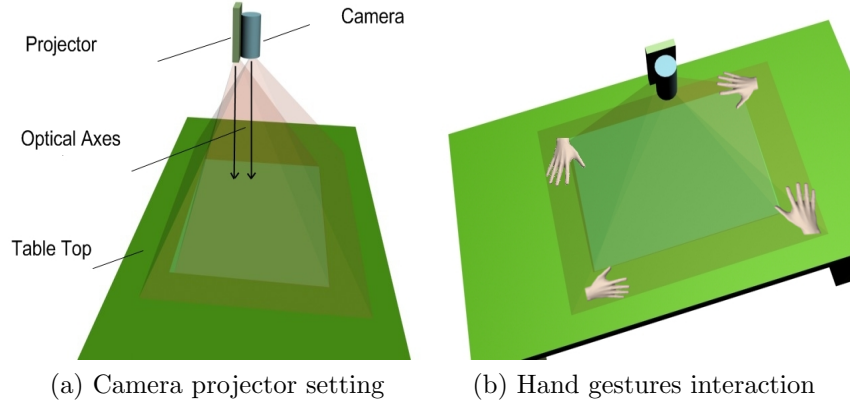 Projector
Camera
Optical Axes
Table Top
(a) Camera projector setting
(b) Hand gestures interaction